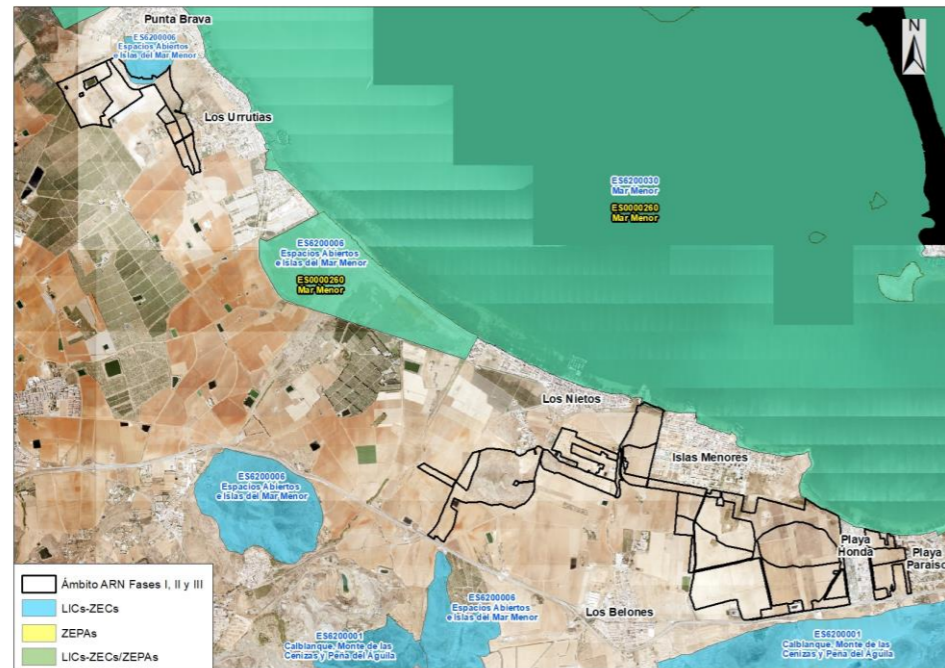 Punta Brava
N
ES6200006
Espacios Abiertos
e Islas del Mar Menor
Los Urrutias
ES6200030
Mar Menor
ES0000260
Mar Menor
ES6200006
Espacios Abiertos
e Islas del Mar Menor
ES0000260
Mar Menor
Los Nietos
Islas Menores
ES6200006
Espacios Abiertos
e Islas del Mar Menor
Playa
Honda
Playa
Paraiso
Los Belones
ES6200006
Espacios Abiertos
e Islas del Mar Menor
ES6200001
Calblanque, Monte de las
Cenizas y Peña del Águila
ES6200001
Calblanque, Monte de las
Cenizas y Peña del Águila
Ámbito ARN Fases I, II y III
LICs-ZECs
ZEPAs
LICs-ZECs/ZEPAs